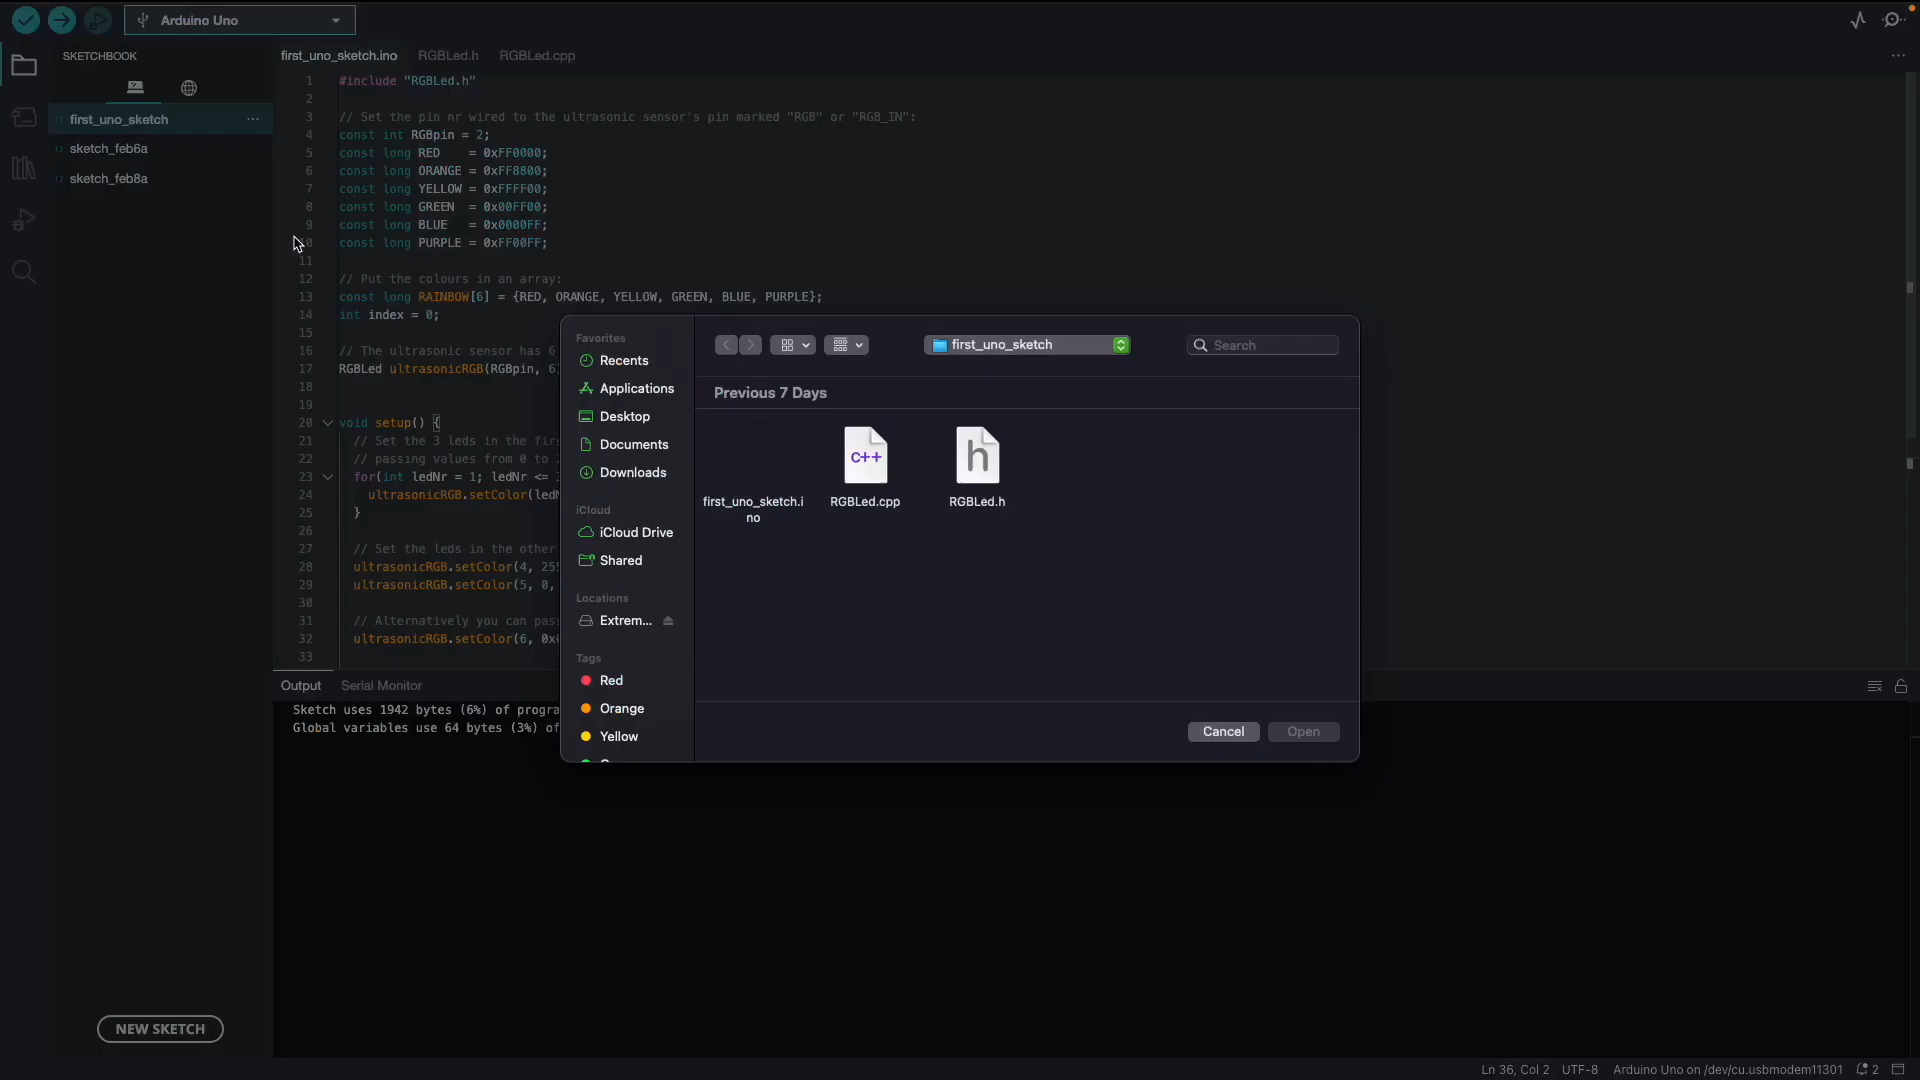 Arduino Uno
SKETCHBOOK
first_uno_sketch
sketch_feb6a
sketch_feb8a
NEW SKETCH
first_uno_sketch.ino
RGBLed.h
RGBLed.cpp
1 #include "RGBLed.h"
2
3 // Set the pin nr wired to the ultrasonic sensor's pin marked "RGB" or "RGB_IN":
4 const int RGBpin = 2;
5 const long RED = 0xFF0000;
6 const long ORANGE = 0xFF8800;
7 const long YELLOW = 0xFFFF00;
8 const long GREEN = 0x00FF00;
9 const long BLUE = 0x0000FF;
10 const long PURPLE = 0xFF00FF;
11
12 // Put the colours in an array:
13 const long RAINBOW[6] = {RED, ORANGE, YELLOW, GREEN, BLUE, PURPLE};
14 int index = 0;
15
16 // The ultrasonic sensor has 6
17 RGBLed ultrasonicRGB(RGBpin, 6
18
19
20 void setup() {
21 // Set the 3 leds in the firs
22 // passing values from 0 to
23 for(int ledNr = 1; ledNr <=
24 ultrasonicRGB.setColor(led
25 }
26
27 // Set the leds in the other
28 ultrasonicRGB.setColor(4, 255
29 ultrasonicRGB.setColor(5, 0,
30
31 // Alternatively you can pass
32 ultrasonicRGB.setColor(6, 0x
33
Favorites
Recents
Applications
Desktop
Documents
Downloads
iCloud
iCloud Drive
Shared
Locations
Extrem...
Tags
Red
Orange
Yellow
first_uno_sketch
Search
Previous 7 Days
C++
h
first_uno_sketch.i
no
RGBLed.cpp
RGBLed.h
Cancel
Open
Output
Serial Monitor
Sketch uses 1942 bytes (6%) of progra
Global variables use 64 bytes (3%) of
Ln 36, Col 2
UTF-8
Arduino Uno on /dev/cu.usbmodem11301
2